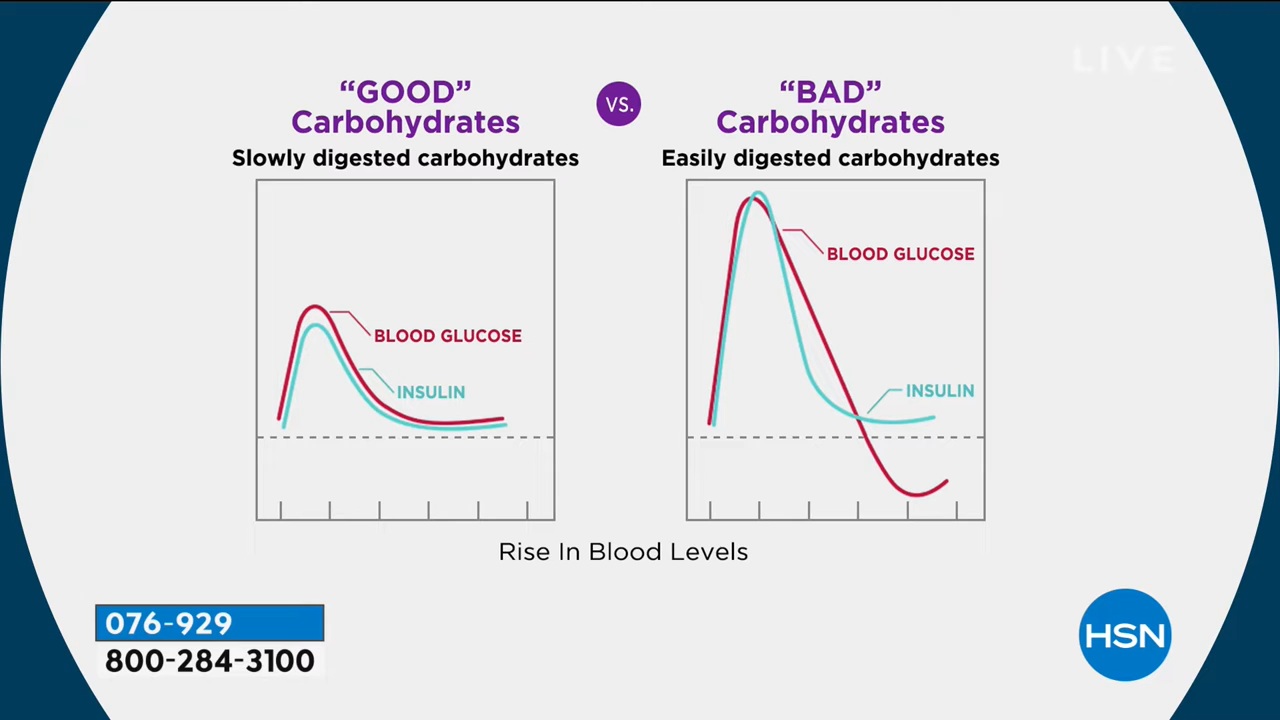 LIVE
“GOOD”
Carbohydrates
Slowly digested carbohydrates
VS.
“BAD”
Carbohydrates
Easily digested carbohydrates
BLOOD GLUCOSE
INSULIN
BLOOD GLUCOSE
INSULIN
Rise In Blood Levels
076-929
800-284-3100
HSN